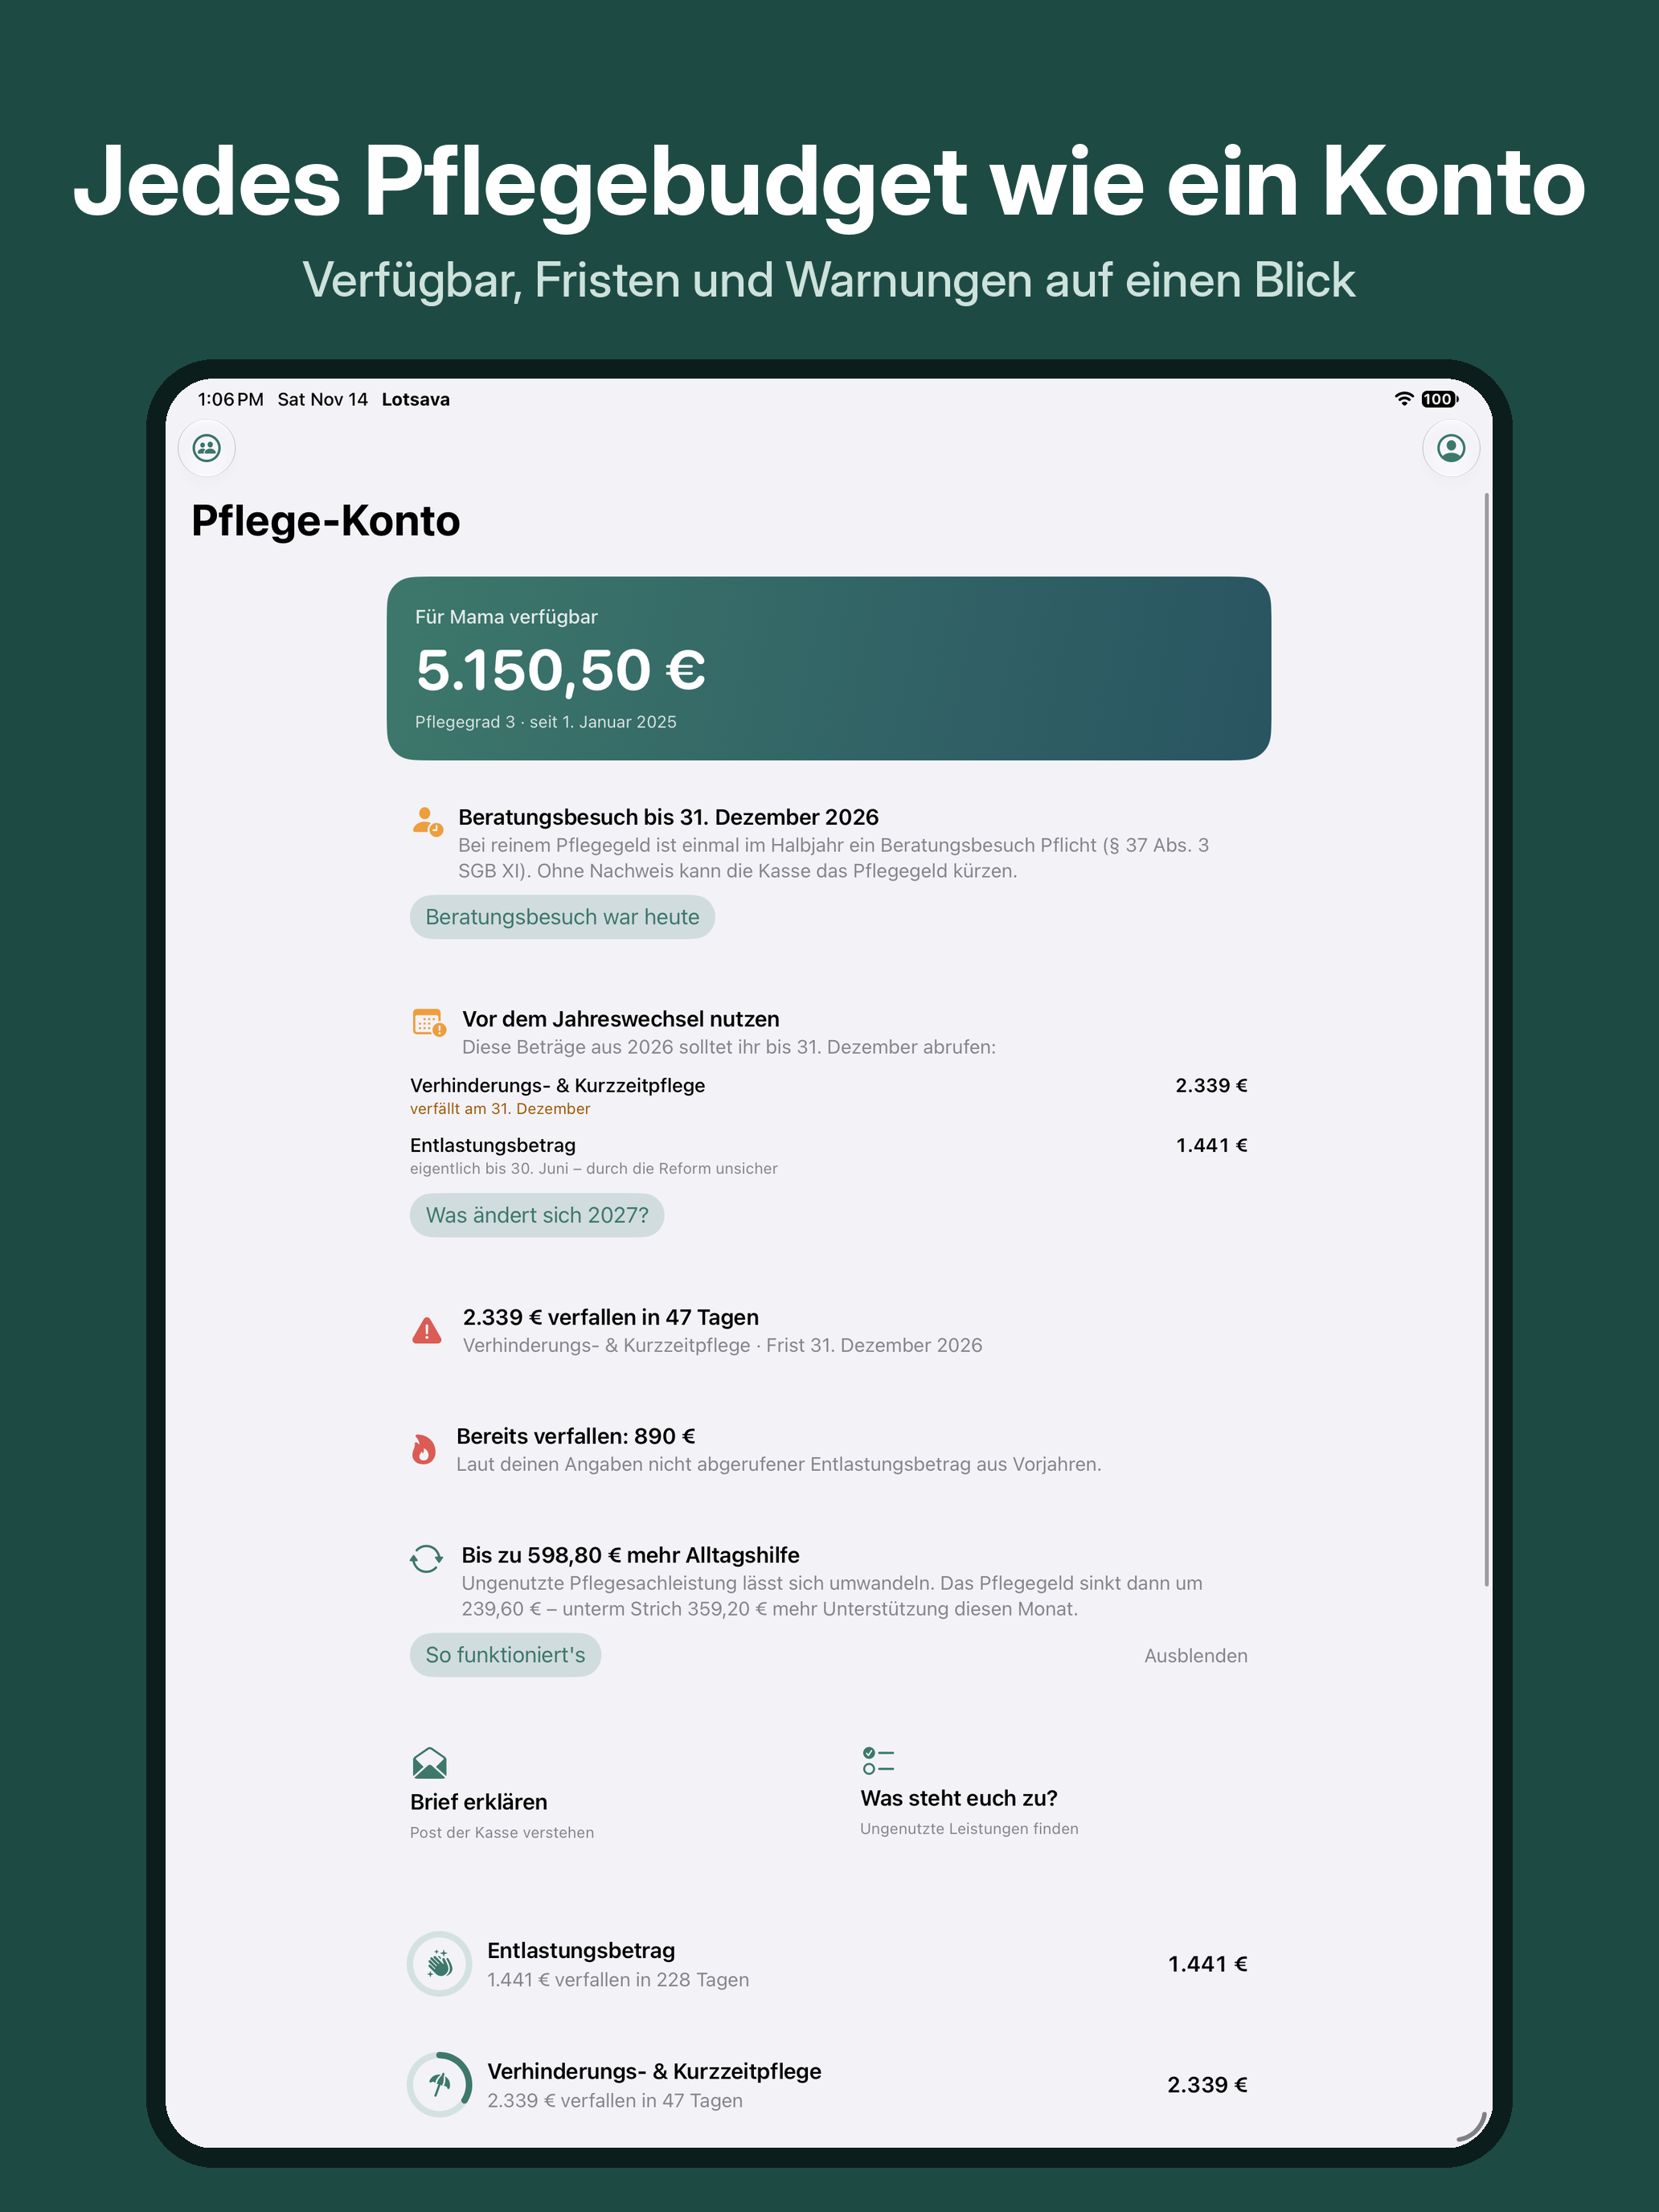 Jedes Pflegebudget wie ein Konto
Verfügbar, Fristen und Warnungen auf einen Blick
1:06 PM Sat Nov 14 Lotsava
100
Pflege-Konto
Für Mama verfügbar
5.150,50 €
Pflegegrad 3 · seit 1. Januar 2025
Beratungsbesuch bis 31. Dezember 2026
Bei reinem Pflegegeld ist einmal im Halbjahr ein Beratungsbesuch Pflicht (§ 37 Abs. 3
SGB XI). Ohne Nachweis kann die Kasse das Pflegegeld kürzen.
Beratungsbesuch war heute
Vor dem Jahreswechsel nutzen
Diese Beträge aus 2026 solltet ihr bis 31. Dezember abrufen:
Verhinderungs- & Kurzzeitpflege 2.339 €
verfällt am 31. Dezember
Entlastungsbetrag 1.441 €
eigentlich bis 30. Juni – durch die Reform unsicher
Was ändert sich 2027?
2.339 € verfallen in 47 Tagen
Verhinderungs- & Kurzzeitpflege · Frist 31. Dezember 2026
Bereits verfallen: 890 €
Laut deinen Angaben nicht abgerufener Entlastungsbetrag aus Vorjahren.
Bis zu 598,80 € mehr Alltagshilfe
Ungenutzte Pflegesachleistung lässt sich umwandeln. Das Pflegegeld sinkt dann um
239,60 € – unterm Strich 359,20 € mehr Unterstützung diesen Monat.
So funktioniert's Ausblenden
Brief erklären
Post der Kasse verstehen
Was steht euch zu?
Ungenutzte Leistungen finden
Entlastungsbetrag 1.441 €
1.441 € verfallen in 228 Tagen
Verhinderungs- & Kurzzeitpflege 2.339 €
2.339 € verfallen in 47 Tagen